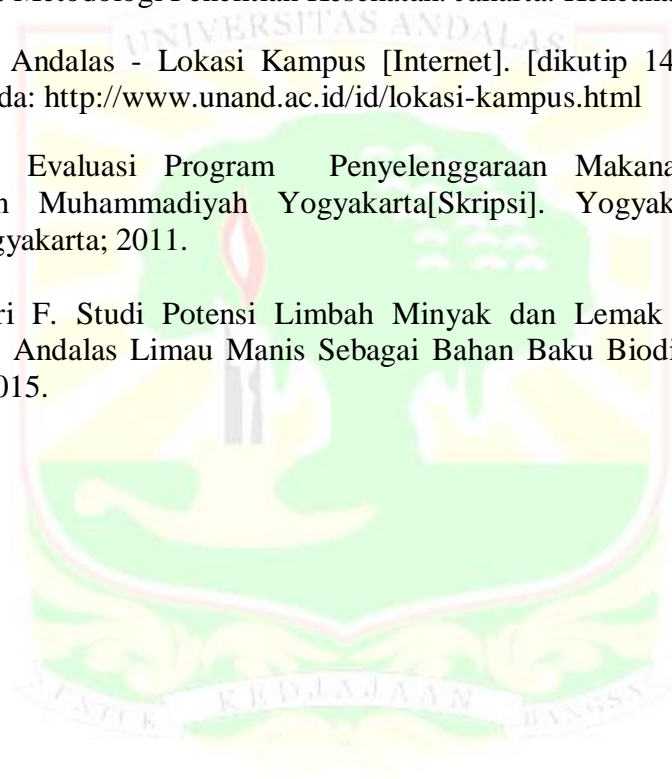 Metodologi Penelitian Kesehatan. Jakarta: Kencana
UNIVERSITAS ANDALAS
Andalas - Lokasi Kampus [Internet]. [dikutip 14
da: http://www.unand.ac.id/id/lokasi-kampus.html
Evaluasi Program Penyelenggaraan Makana
Muhammadiyah Yogyakarta[Skripsi]. Yogyak
gyakarta; 2011.
ri F. Studi Potensi Limbah Minyak dan Lemak
Andalas Limau Manis Sebagai Bahan Baku Biodi
015.
UNTUK KEDJAJAAN BANGSA